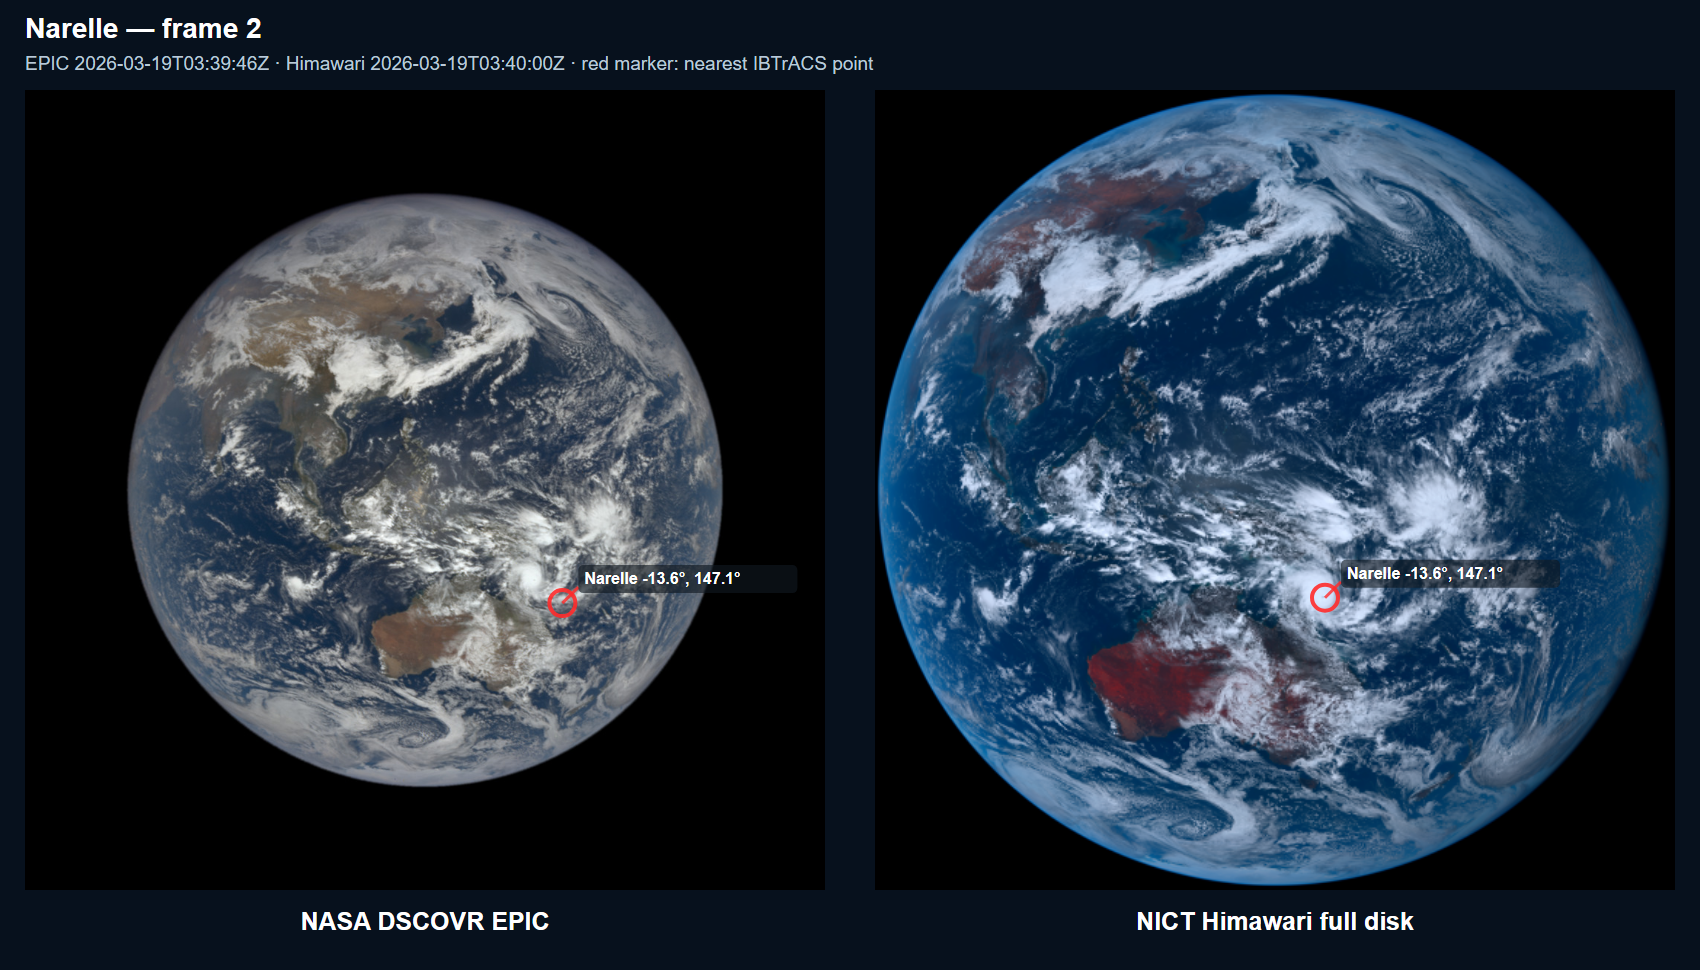 Narelle — frame 2
EPIC 2026-03-19T03:39:46Z · Himawari 2026-03-19T03:40:00Z · red marker: nearest IBTrACS point
Narelle -13.6°, 147.1°
Narelle -13.6°, 147.1°
NASA DSCOVR EPIC
NICT Himawari full disk